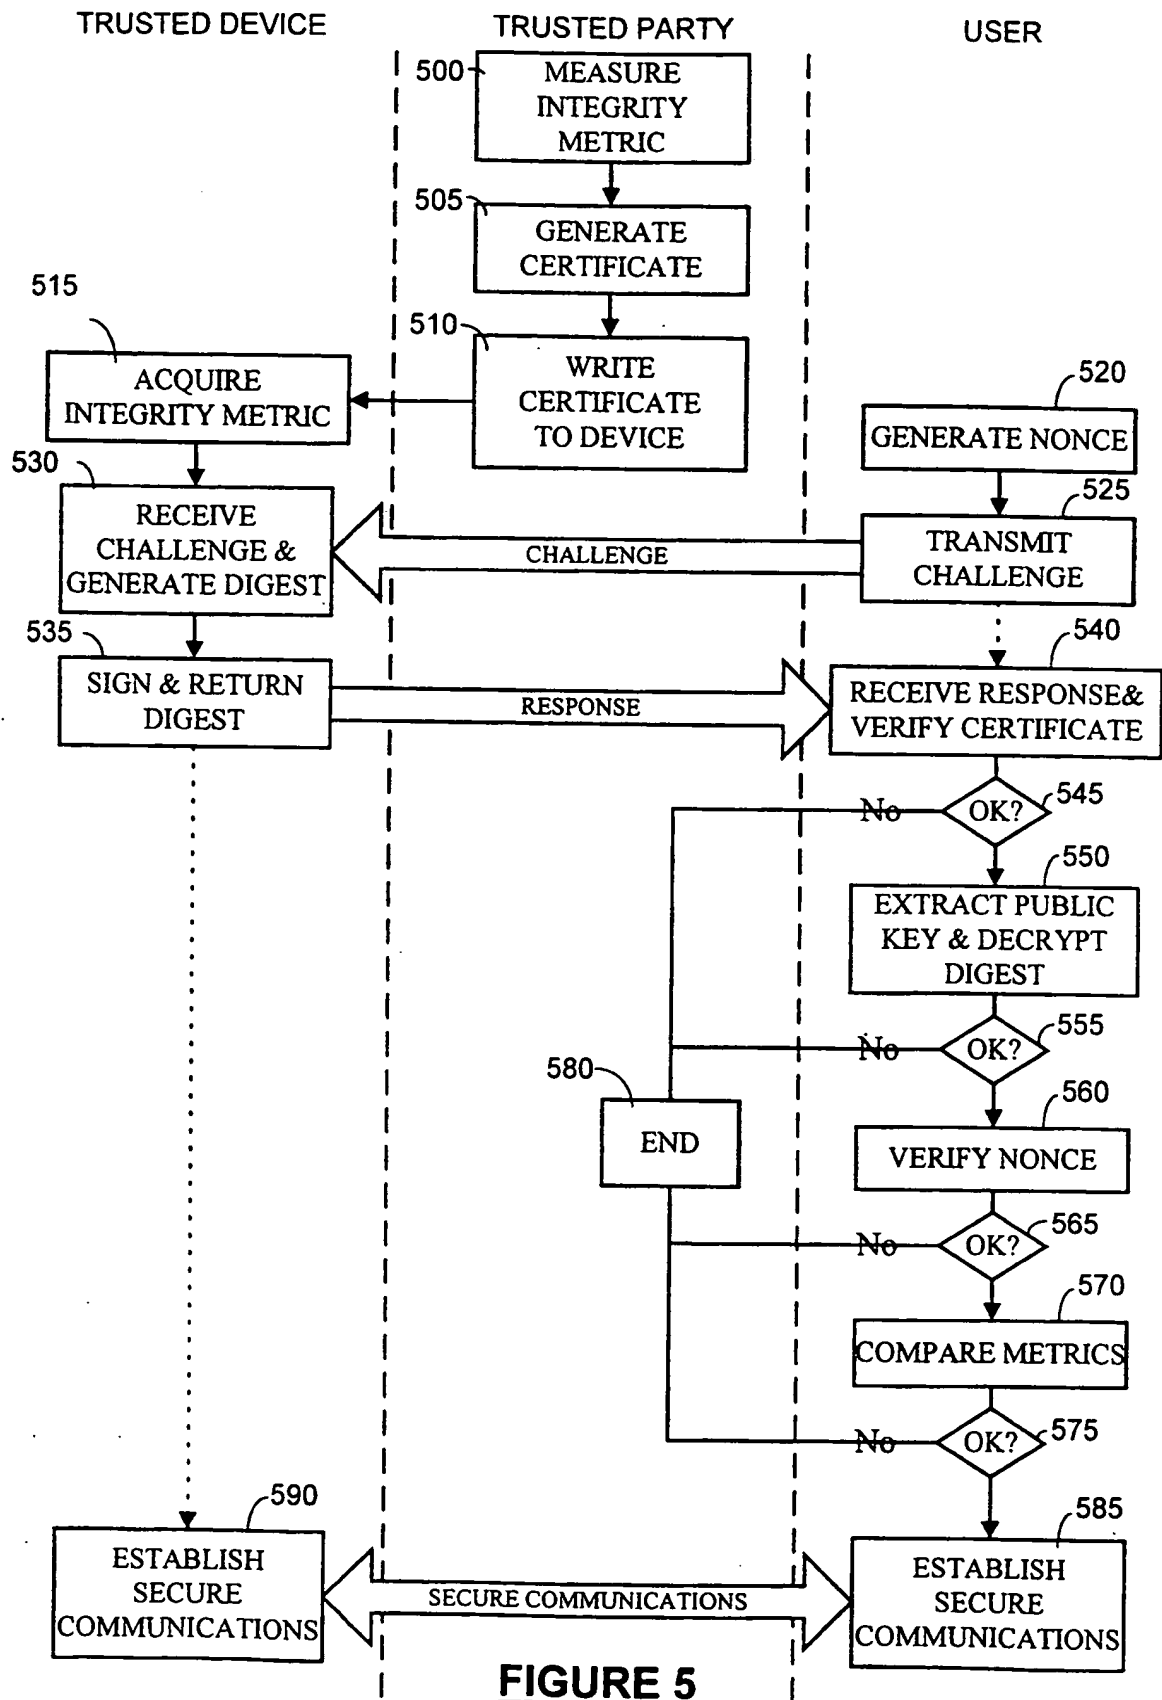 TRUSTED DEVICE
TRUSTED PARTY
USER
500
MEASURE
INTEGRITY
METRIC
505
GENERATE
CERTIFICATE
510
WRITE
CERTIFICATE
TO DEVICE
515
ACQUIRE
INTEGRITY METRIC
520
GENERATE NONCE
525
TRANSMIT
CHALLENGE
CHALLENGE
530
RECEIVE
CHALLENGE &
GENERATE DIGEST
535
SIGN & RETURN
DIGEST
RESPONSE
540
RECEIVE RESPONSE&
VERIFY CERTIFICATE
No
OK?
545
550
EXTRACT PUBLIC
KEY & DECRYPT
DIGEST
No
OK?
555
580
END
560
VERIFY NONCE
No
OK?
565
570
COMPARE METRICS
No
OK?
575
590
ESTABLISH
SECURE
COMMUNICATIONS
SECURE COMMUNICATIONS
585
ESTABLISH
SECURE
COMMUNICATIONS
FIGURE 5